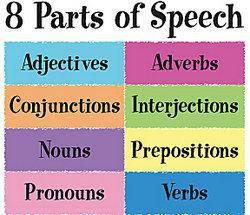 8 Parts of Speech
Adjectives Adverbs
Conjunctions Interjections
Nouns Prepositions
Pronouns Verbs